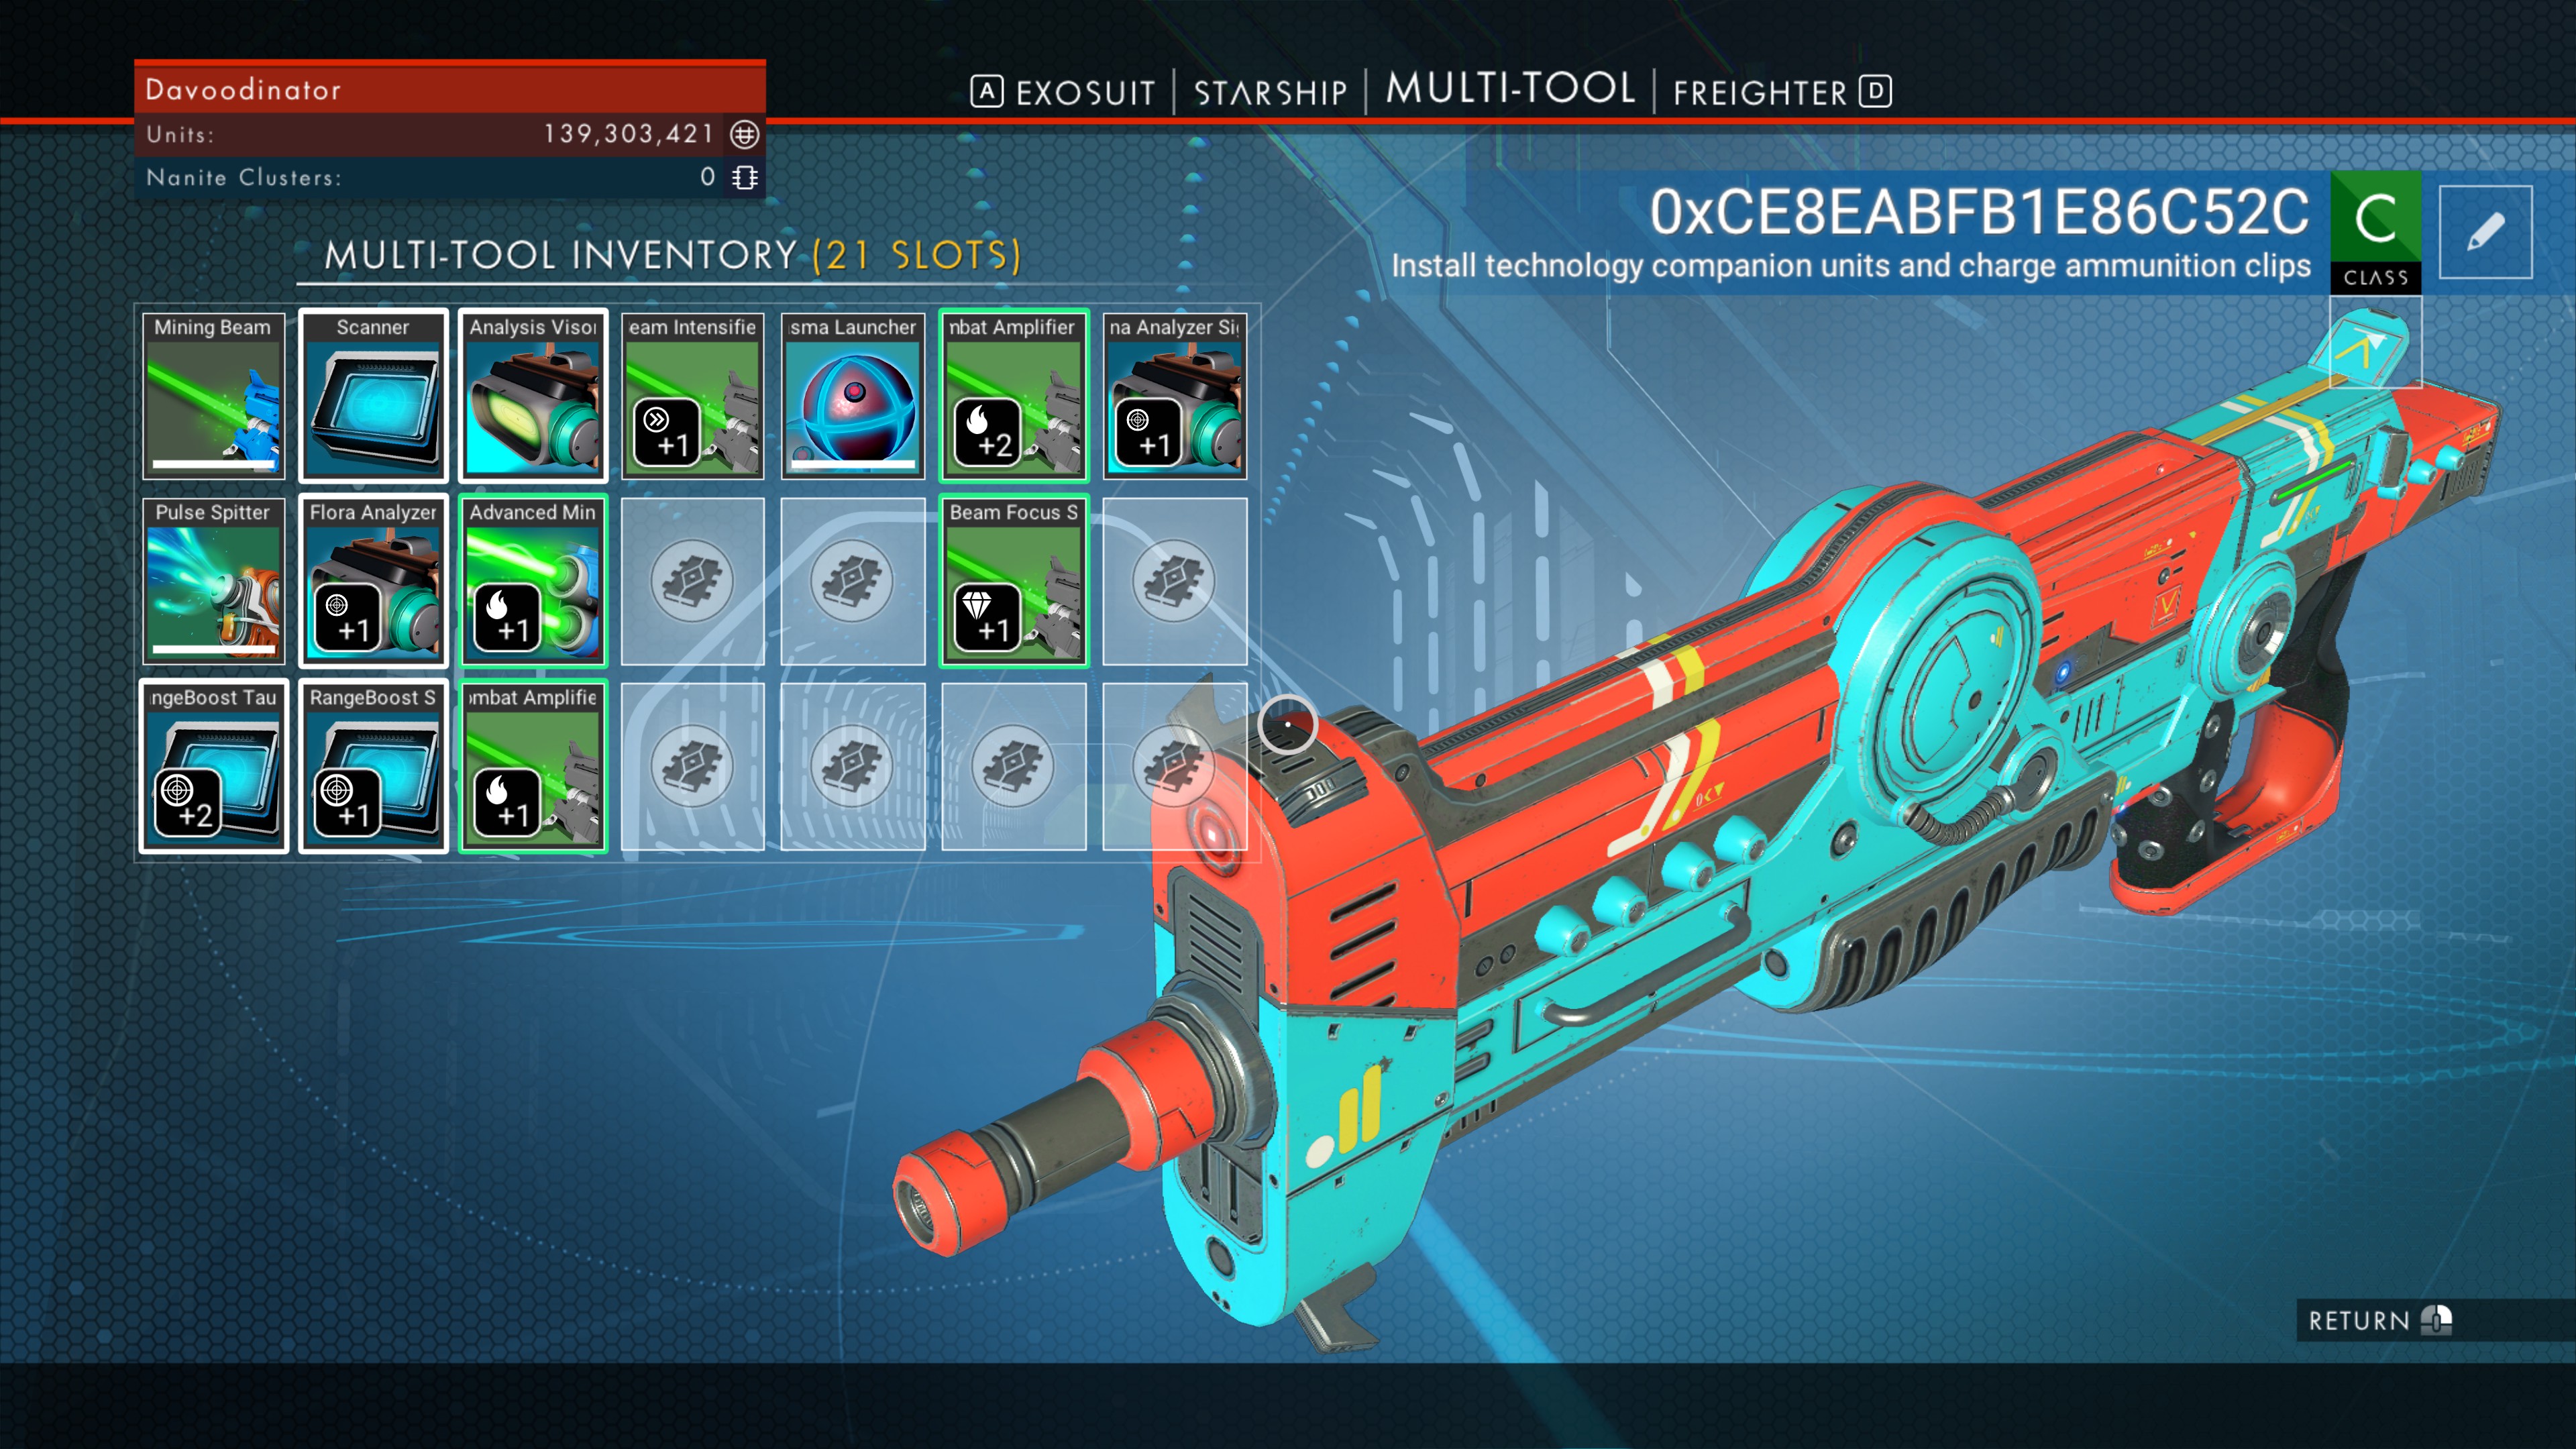 Davoodinator
Units: 139,303,421
Nanite Clusters: 0
A EXOSUIT | STARSHIP | MULTI-TOOL | FREIGHTER D
0xCE8EABFB1E86C52C
Install technology companion units and charge ammunition clips
C
CLASS
MULTI-TOOL INVENTORY (21 SLOTS)
Mining Beam
Scanner
Analysis Visor
eam Intensifie
+1
sma Launcher
nbat Amplifier
+2
na Analyzer Sig
+1
Pulse Spitter
Flora Analyzer
+1
Advanced Min
+1
Beam Focus S
+1
ngeBoost Tau
+2
RangeBoost S
+1
ombat Amplifie
+1
RETURN